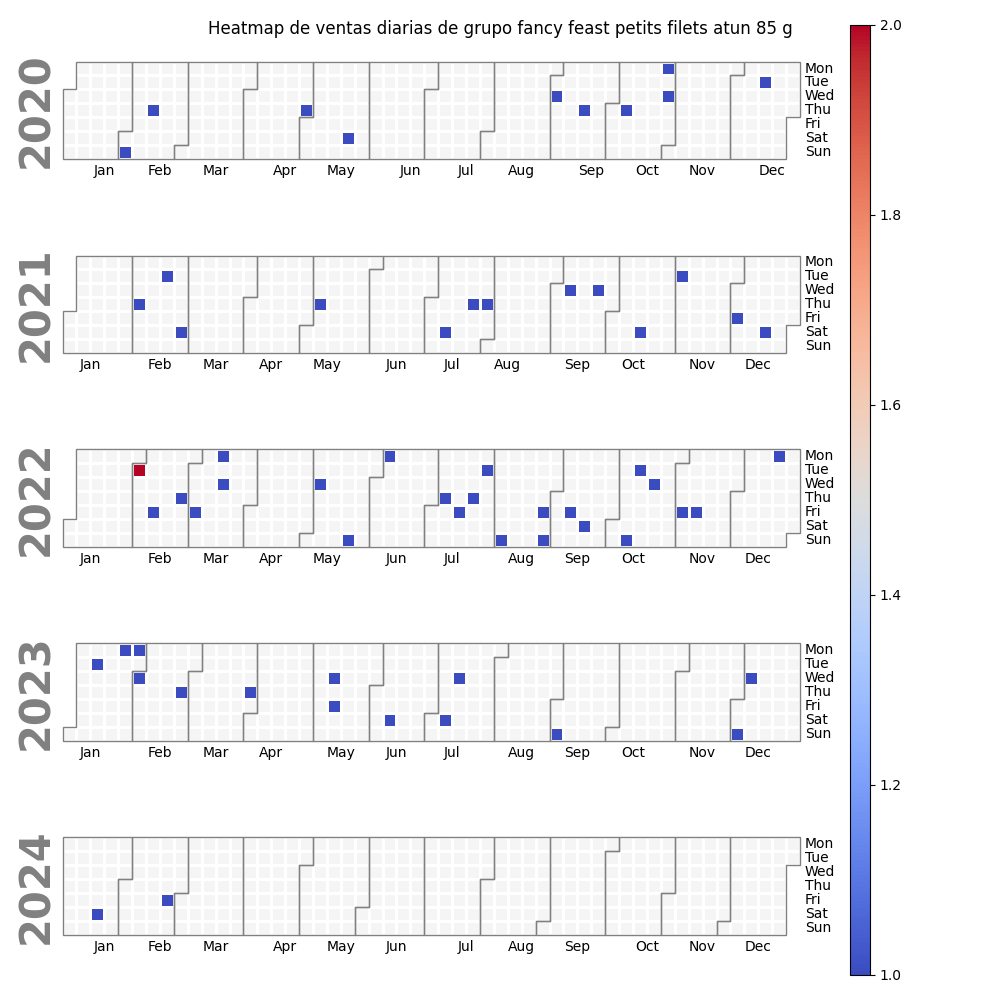 Heatmap de ventas diarias de grupo fancy feast petits filets atun 85 g
2020
Mon
Tue
Wed
Thu
Fri
Sat
Sun
Jan Feb Mar Apr May Jun Jul Aug Sep Oct Nov Dec
2021
Mon
Tue
Wed
Thu
Fri
Sat
Sun
Jan Feb Mar Apr May Jun Jul Aug Sep Oct Nov Dec
2022
Mon
Tue
Wed
Thu
Fri
Sat
Sun
Jan Feb Mar Apr May Jun Jul Aug Sep Oct Nov Dec
2023
Mon
Tue
Wed
Thu
Fri
Sat
Sun
Jan Feb Mar Apr May Jun Jul Aug Sep Oct Nov Dec
2024
Mon
Tue
Wed
Thu
Fri
Sat
Sun
Jan Feb Mar Apr May Jun Jul Aug Sep Oct Nov Dec
2.0
1.8
1.6
1.4
1.2
1.0